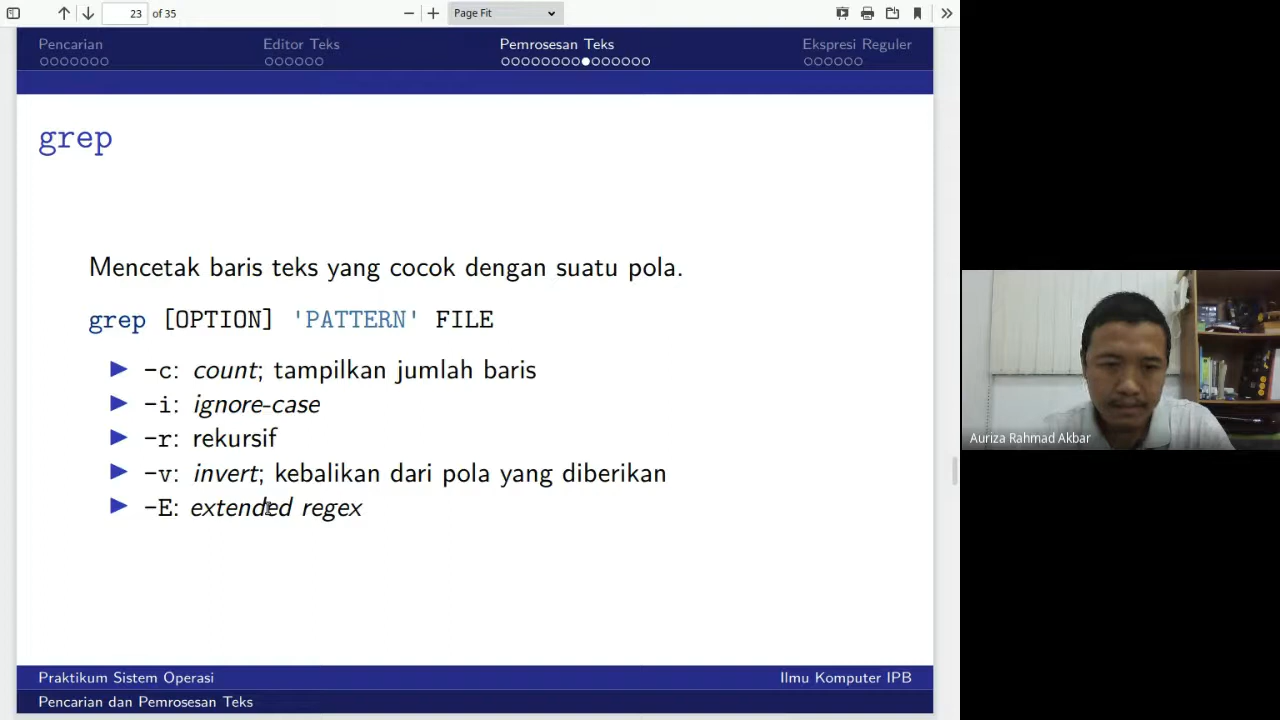 23 of 35
Page Fit
Pencarian
Editor Teks
Pemrosesan Teks
Ekspresi Reguler
grep
Mencetak baris teks yang cocok dengan suatu pola.
grep [OPTION] 'PATTERN' FILE
-c: count; tampilkan jumlah baris
-i: ignore-case
-r: rekursif
-v: invert; kebalikan dari pola yang diberikan
-E: extended regex
Auriza Rahmad Akbar
Praktikum Sistem Operasi
Ilmu Komputer IPB
Pencarian dan Pemrosesan Teks